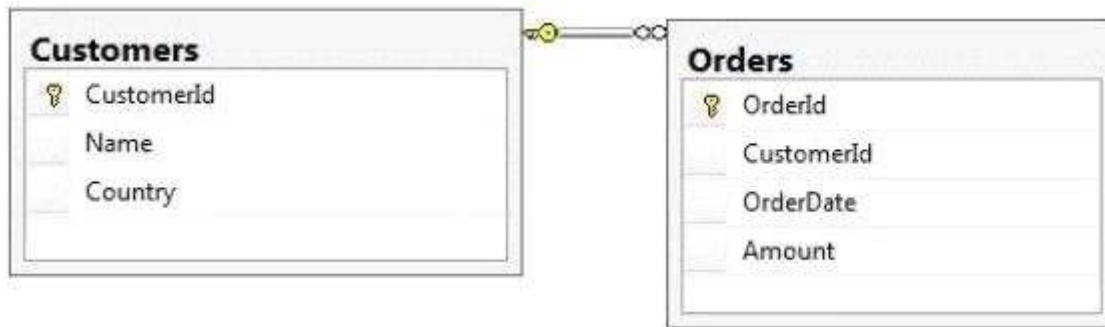 Customers
CustomerId
Name
Country
Orders
OrderId
CustomerId
OrderDate
Amount